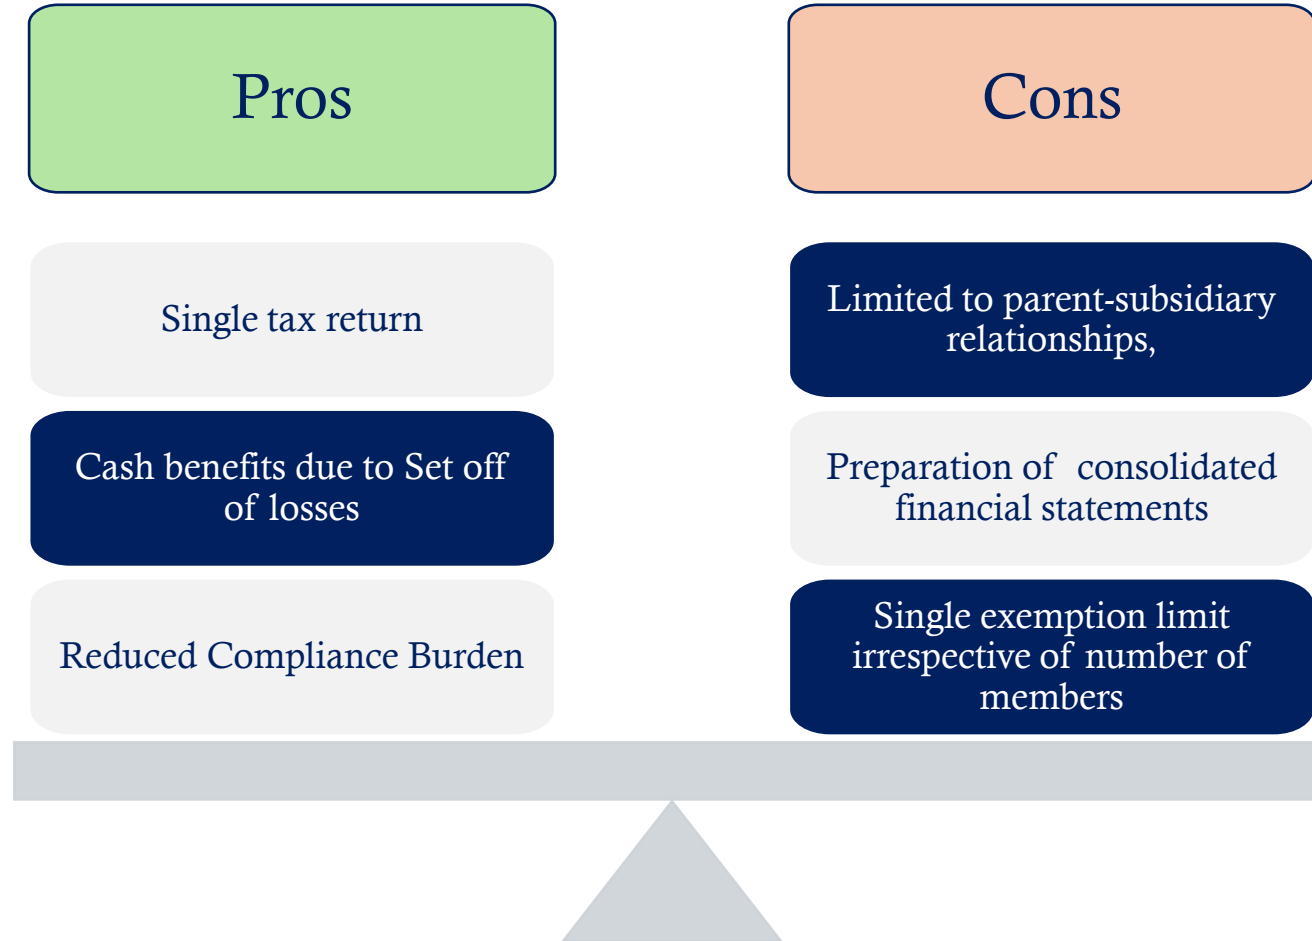 Pros
Single tax return
Cash benefits due to Set off
of losses
Reduced Compliance Burden
Cons
Limited to parent-subsidiary
relationships,
Preparation of consolidated
financial statements
Single exemption limit
irrespective of number of
members